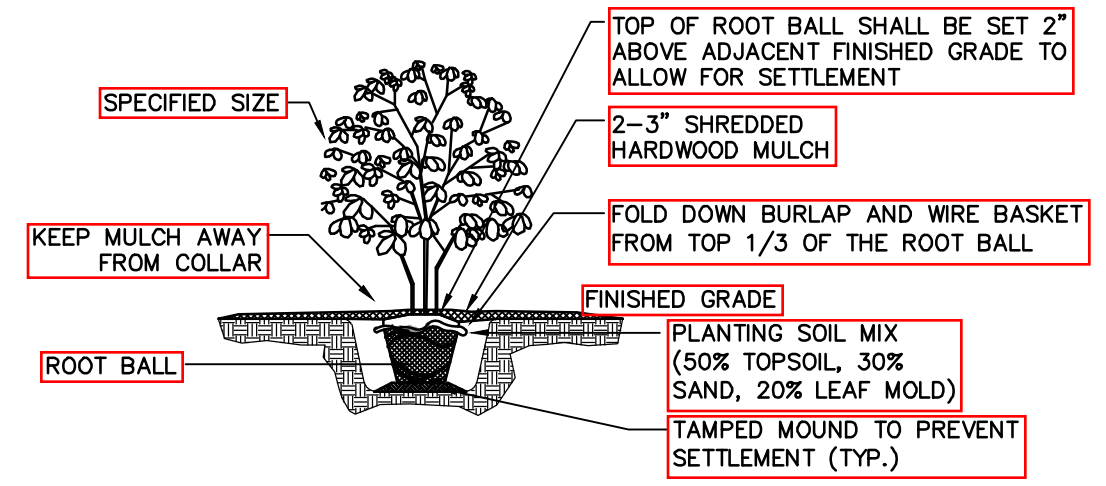 TOP OF ROOT BALL SHALL BE SET 2”
ABOVE ADJACENT FINISHED GRADE TO
ALLOW FOR SETTLEMENT
SPECIFIED SIZE
2–3” SHREDDED
HARDWOOD MULCH
FOLD DOWN BURLAP AND WIRE BASKET
FROM TOP 1/3 OF THE ROOT BALL
KEEP MULCH AWAY
FROM COLLAR
FINISHED GRADE
PLANTING SOIL MIX
(50% TOPSOIL, 30%
SAND, 20% LEAF MOLD)
ROOT BALL
TAMPED MOUND TO PREVENT
SETTLEMENT (TYP.)